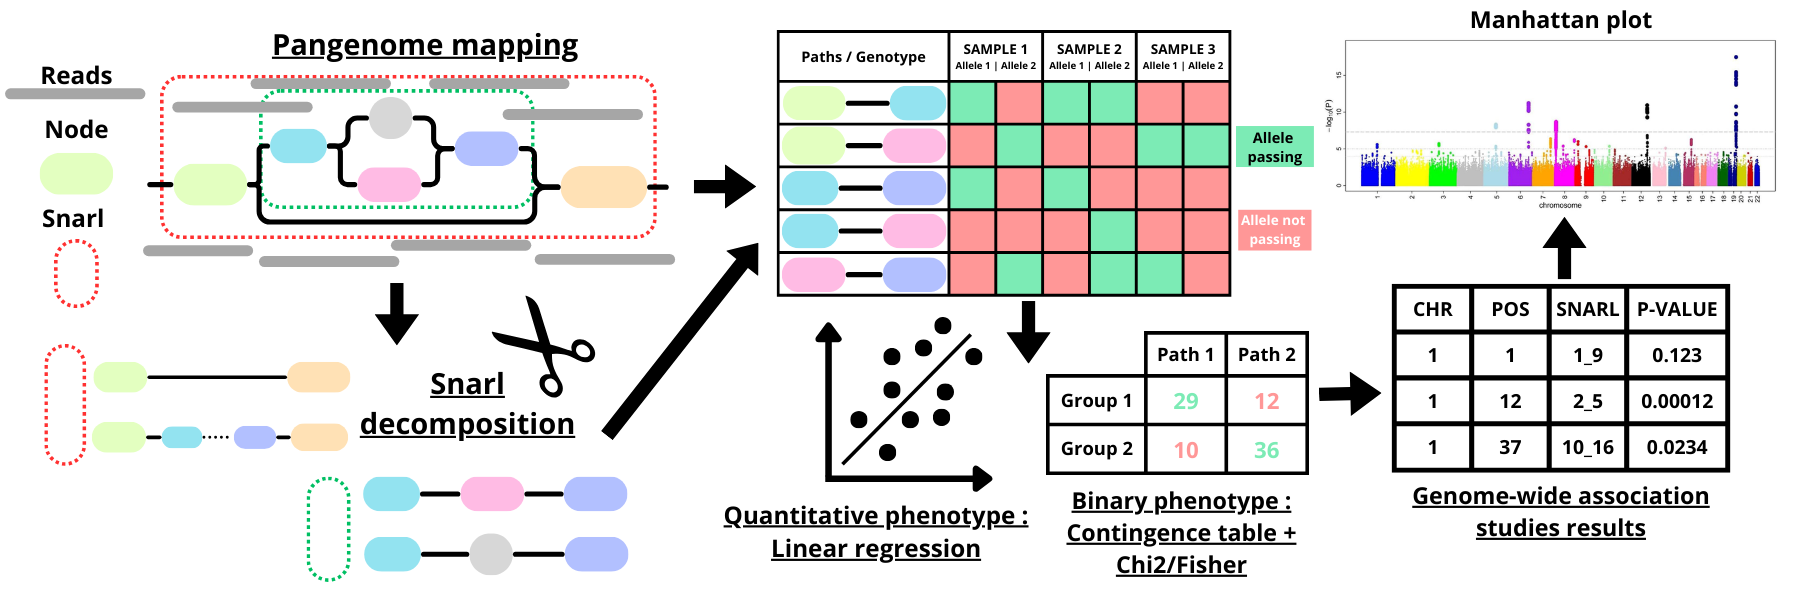 Pangenome mapping
Reads
Node
Snarl
Snarl
decomposition
Paths / Genotype
SAMPLE 1
Allele 1 | Allele 2
SAMPLE 2
Allele 1 | Allele 2
SAMPLE 3
Allele 1 | Allele 2
Allele
passing
Allele not
passing
Quantitative phenotype :
Linear regression
Path 1 Path 2
Group 1 29 12
Group 2 10 36
Binary phenotype :
Contingence table +
Chi2/Fisher
Manhattan plot
−log10(P)
0 5 10 15
1 2 3 4 5 6 7 8 9 10 11 12 13 14 15 16 17 18 19 20 21 22
chromosome
CHR POS SNARL P-VALUE
1 1 1_9 0.123
1 12 2_5 0.00012
1 37 10_16 0.0234
Genome-wide association
studies results